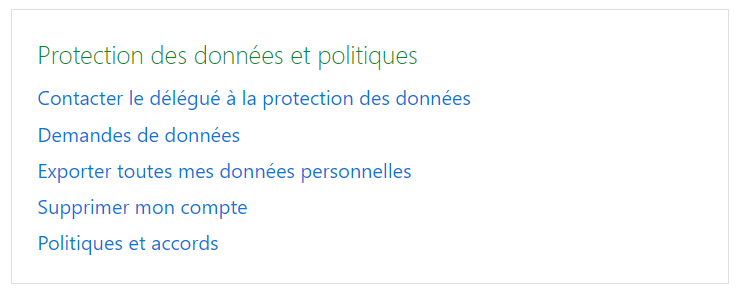 Protection des données et politiques
Contacter le délégué à la protection des données
Demandes de données
Exporter toutes mes données personnelles
Supprimer mon compte
Politiques et accords